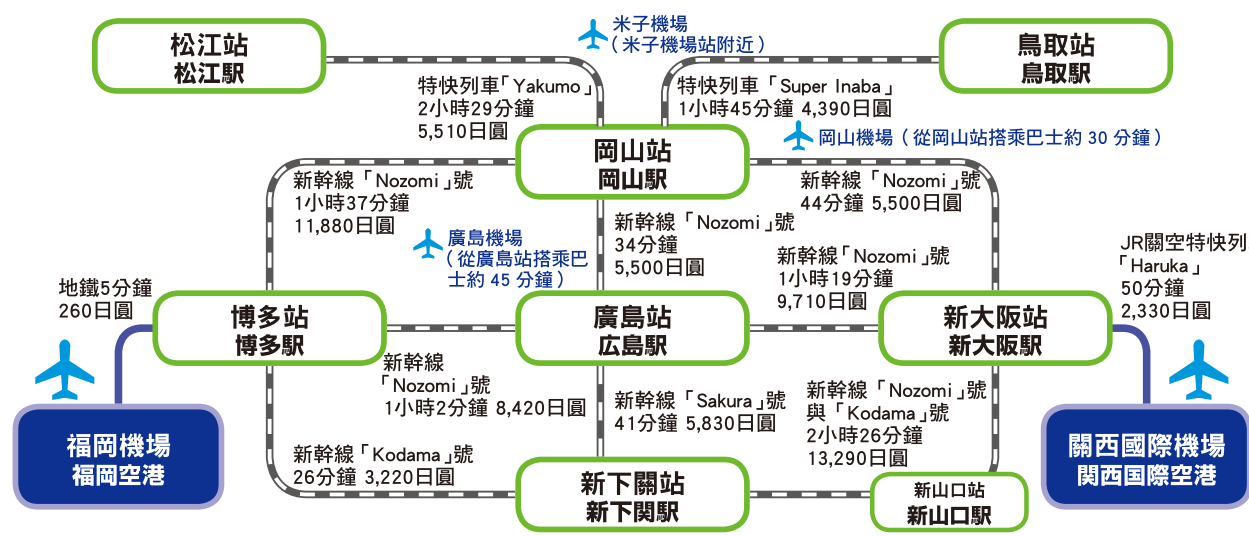 米子機場
（米子機場站附近）
松江站
松江駅
鳥取站
鳥取駅
特快列車「Yakumo」
2小時29分鐘
5,510日圓
特快列車「Super Inaba」
1小時45分鐘 4,390日圓
岡山站
岡山駅
岡山機場（從岡山站搭乘巴士約 30 分鐘）
新幹線「Nozomi」號
1小時37分鐘
11,880日圓
新幹線「Nozomi」號
44分鐘 5,500日圓
廣島機場
（從廣島站搭乘巴
士約 45 分鐘）
新幹線「Nozomi」號
34分鐘
5,500日圓
新幹線「Nozomi」號
1小時19分鐘
9,710日圓
JR關空特快列
「Haruka」
50分鐘
2,330日圓
地鐵5分鐘
260日圓
博多站
博多駅
廣島站
広島駅
新大阪站
新大阪駅
新幹線
「Nozomi」號
1小時2分鐘 8,420日圓
新幹線「Sakura」號
41分鐘 5,830日圓
新幹線「Nozomi」號
與「Kodama」號
2小時26分鐘
13,290日圓
福岡機場
福岡空港
關西國際機場
関西国際空港
新幹線「Kodama」號
26分鐘 3,220日圓
新下關站
新下関駅
新山口站
新山口駅